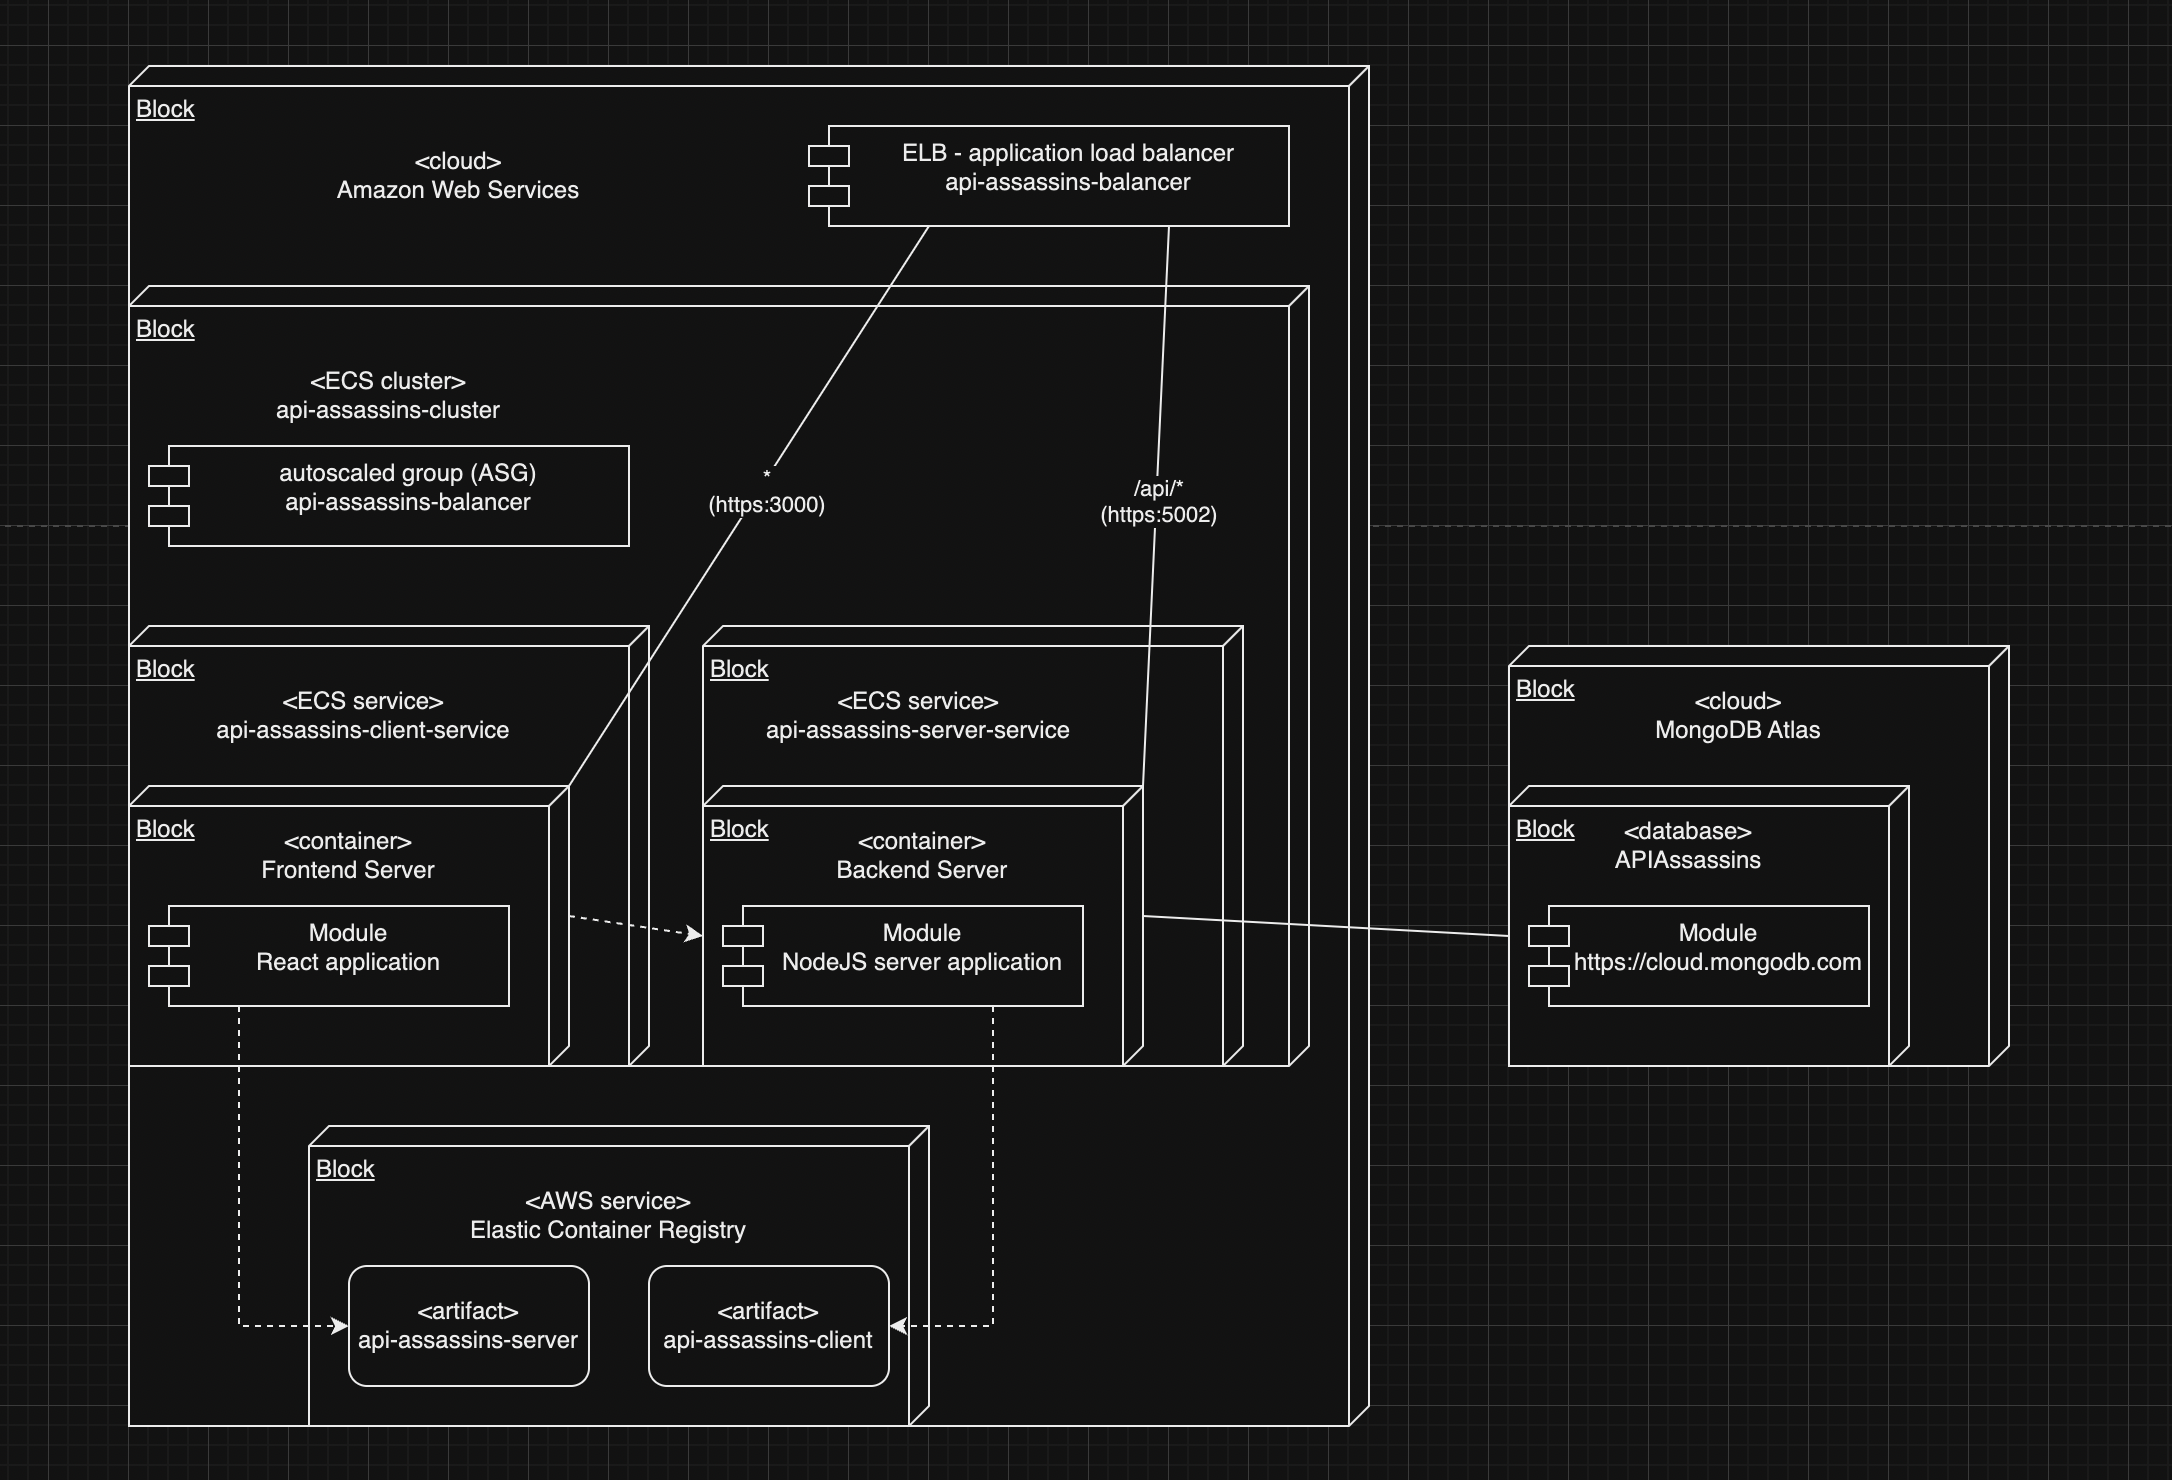 Block
<cloud>
Amazon Web Services
ELB - application load balancer
api-assassins-balancer
Block
<ECS cluster>
api-assassins-cluster
autoscaled group (ASG)
api-assassins-balancer
*
(https:3000)
/api/*
(https:5002)
Block
<ECS service>
api-assassins-client-service
Block
<ECS service>
api-assassins-server-service
Block
<cloud>
MongoDB Atlas
Block
<container>
Frontend Server
Module
React application
Block
<container>
Backend Server
Module
NodeJS server application
Block
<database>
APIAssassins
Module
https://cloud.mongodb.com
Block
<AWS service>
Elastic Container Registry
<artifact>
api-assassins-server
<artifact>
api-assassins-client